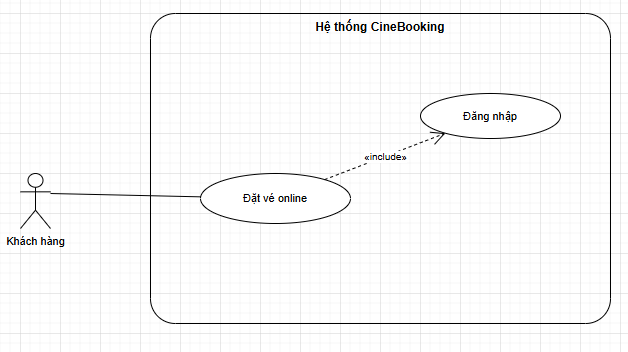 Hệ thống CineBooking
Đăng nhập
«include»
Đặt vé online
Khách hàng